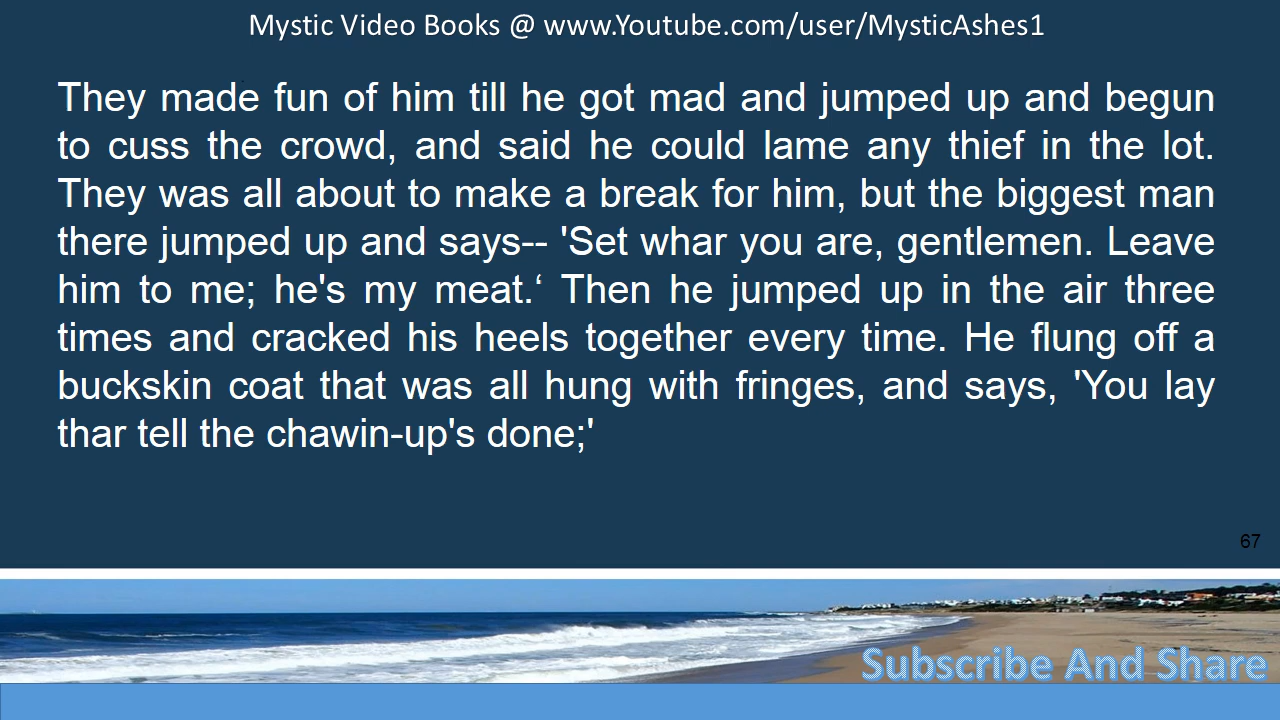 Mystic Video Books @ www.Youtube.com/user/MysticAshes1
They made fun of him till he got mad and jumped up and begun
to cuss the crowd, and said he could lame any thief in the lot.
They was all about to make a break for him, but the biggest man
there jumped up and says-- 'Set whar you are, gentlemen. Leave
him to me; he's my meat.‘ Then he jumped up in the air three
times and cracked his heels together every time. He flung off a
buckskin coat that was all hung with fringes, and says, 'You lay
thar tell the chawin-up's done;'
67
Subscribe And Share